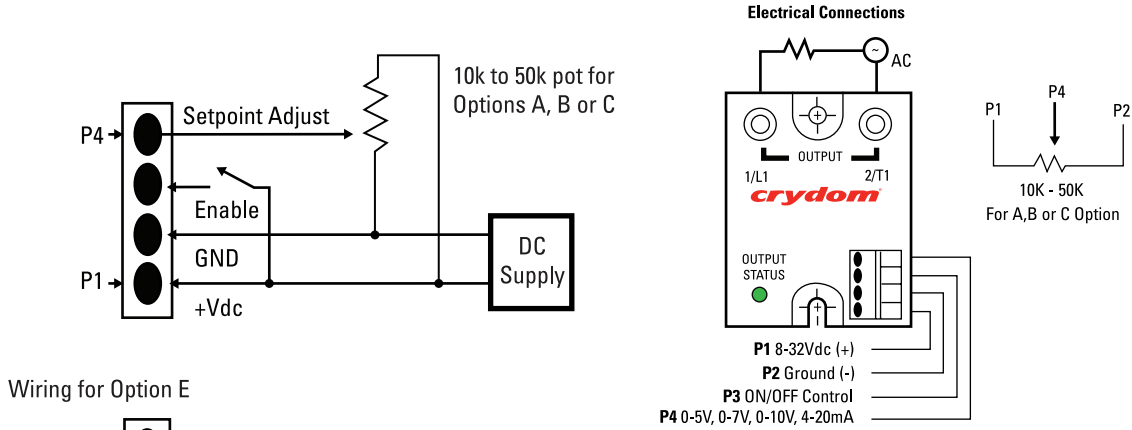 10k to 50k pot for
Options A, B or C
P4
Setpoint Adjust
Enable
GND
P1
+Vdc
DC
Supply
Wiring for Option E
Electrical Connections
~
AC
OUTPUT
1/L1
2/T1
crydom
OUTPUT
STATUS
P1 8-32Vdc (+)
P2 Ground (-)
P3 ON/OFF Control
P4 0-5V, 0-7V, 0-10V, 4-20mA
P1
P4
P2
10K - 50K
For A,B or C Option